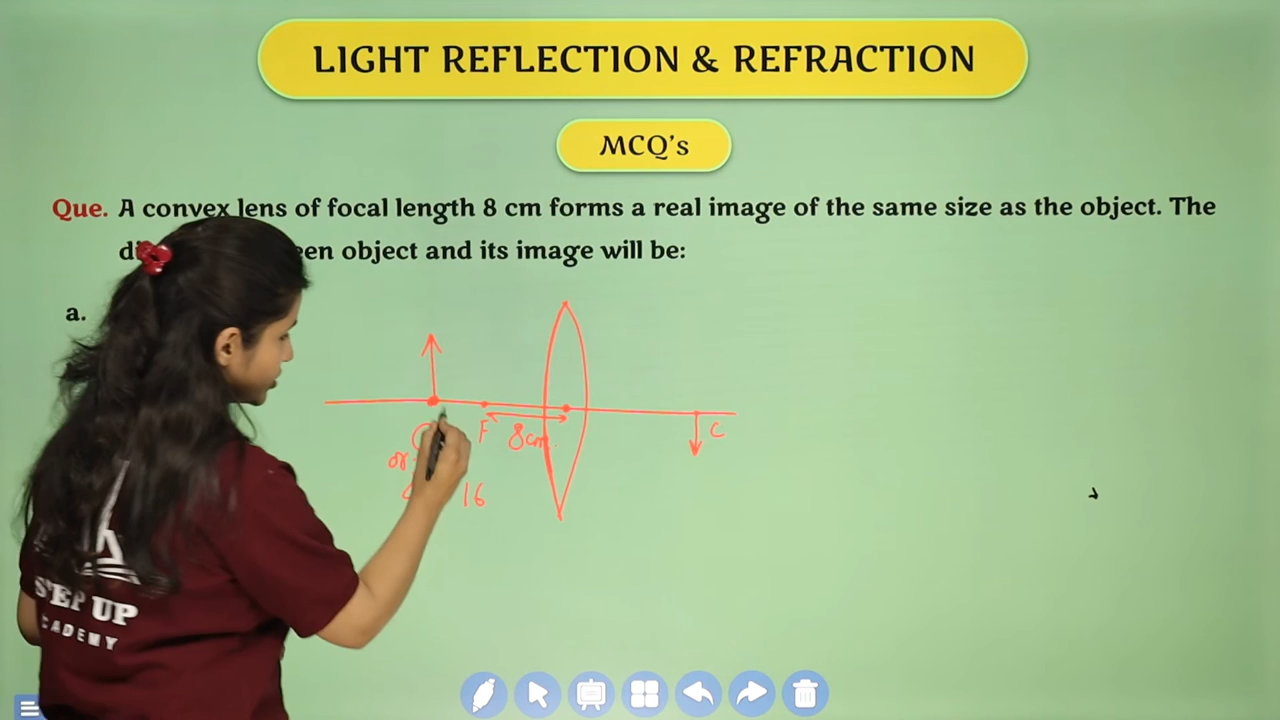 LIGHT REFLECTION & REFRACTION
MCQ's
Que. A convex lens of focal length 8 cm forms a real image of the same size as the object. The
object and its image will be:
a.
F 8cm. C
or
16
STEP UP
ACADEMY